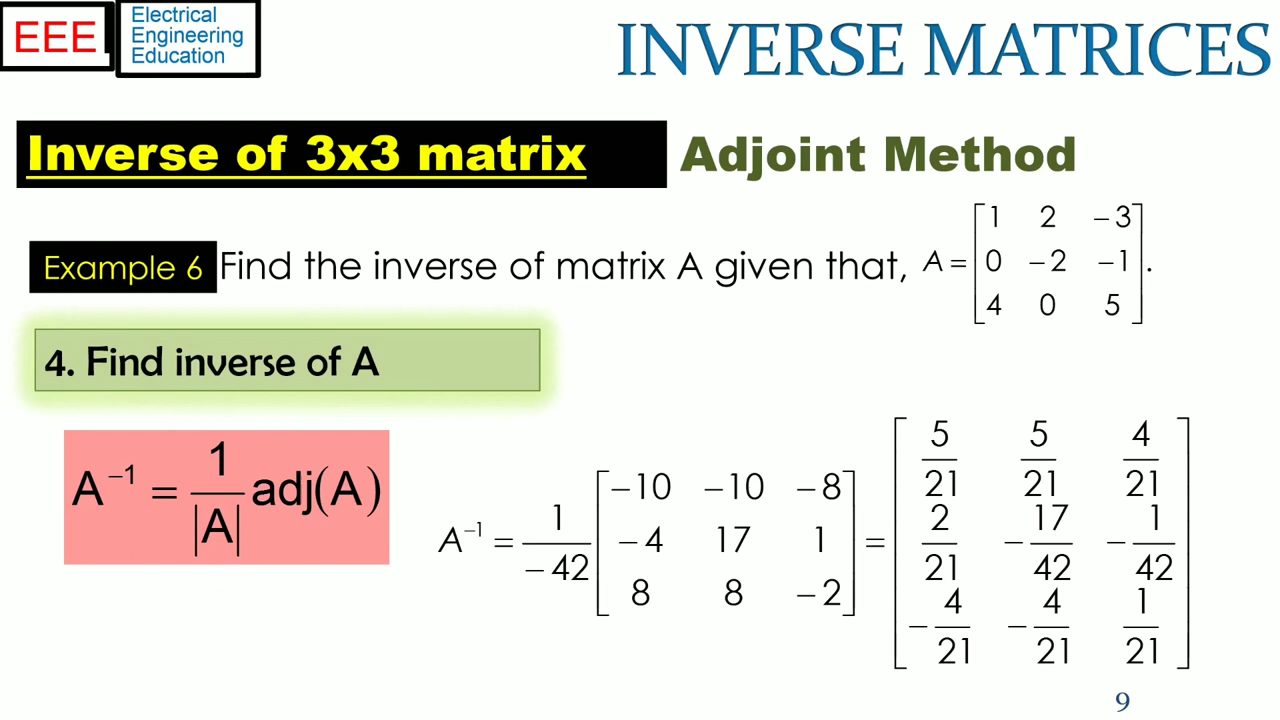 EEE
Electrical
Engineering
Education
INVERSE MATRICES
Inverse of 3x3 matrix Adjoint Method
Example 6 Find the inverse of matrix A given that, A = [1 2 −3
0 −2 −1
4 0 5].
4. Find inverse of A
A⁻¹ = 1/|A| adj(A)
A⁻¹ = 1/−42 [−10 −10 −8
−4 17 1
8 8 −2] = [5/21 5/21 4/21
2/21 −17/42 −1/42
−4/21 −4/21 1/21]
9